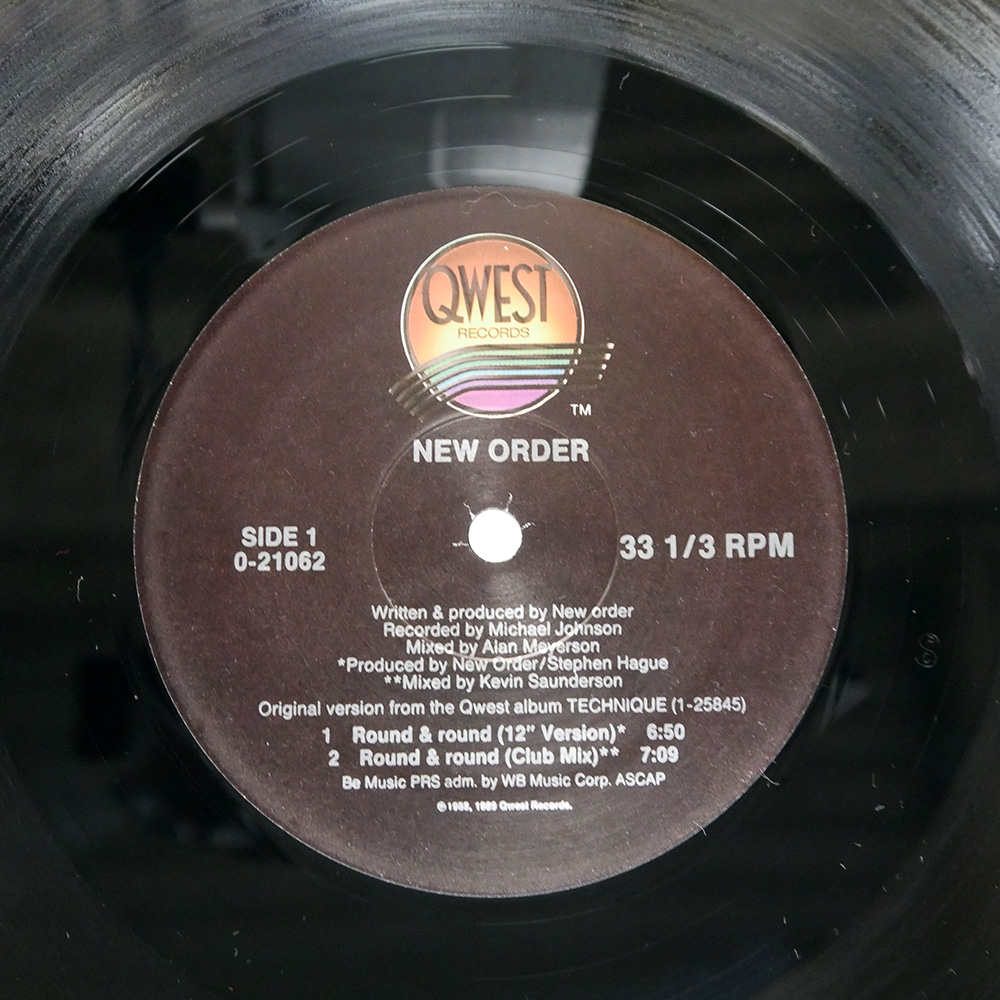 QWEST
RECORDS
TM
NEW ORDER
SIDE 1
0-21062
33 1/3 RPM
Written & produced by New order
Recorded by Michael Johnson
Mixed by Alan Meyerson
*Produced by New Order/Stephen Hague
**Mixed by Kevin Saunderson
Original version from the Qwest album TECHNIQUE (1-25845)
1 Round & round (12" Version)* 6:50
2 Round & round (Club Mix)** 7:09
Be Music PRS adm. by WB Music Corp. ASCAP
℗ 1988, 1989 Qwest Records.
S